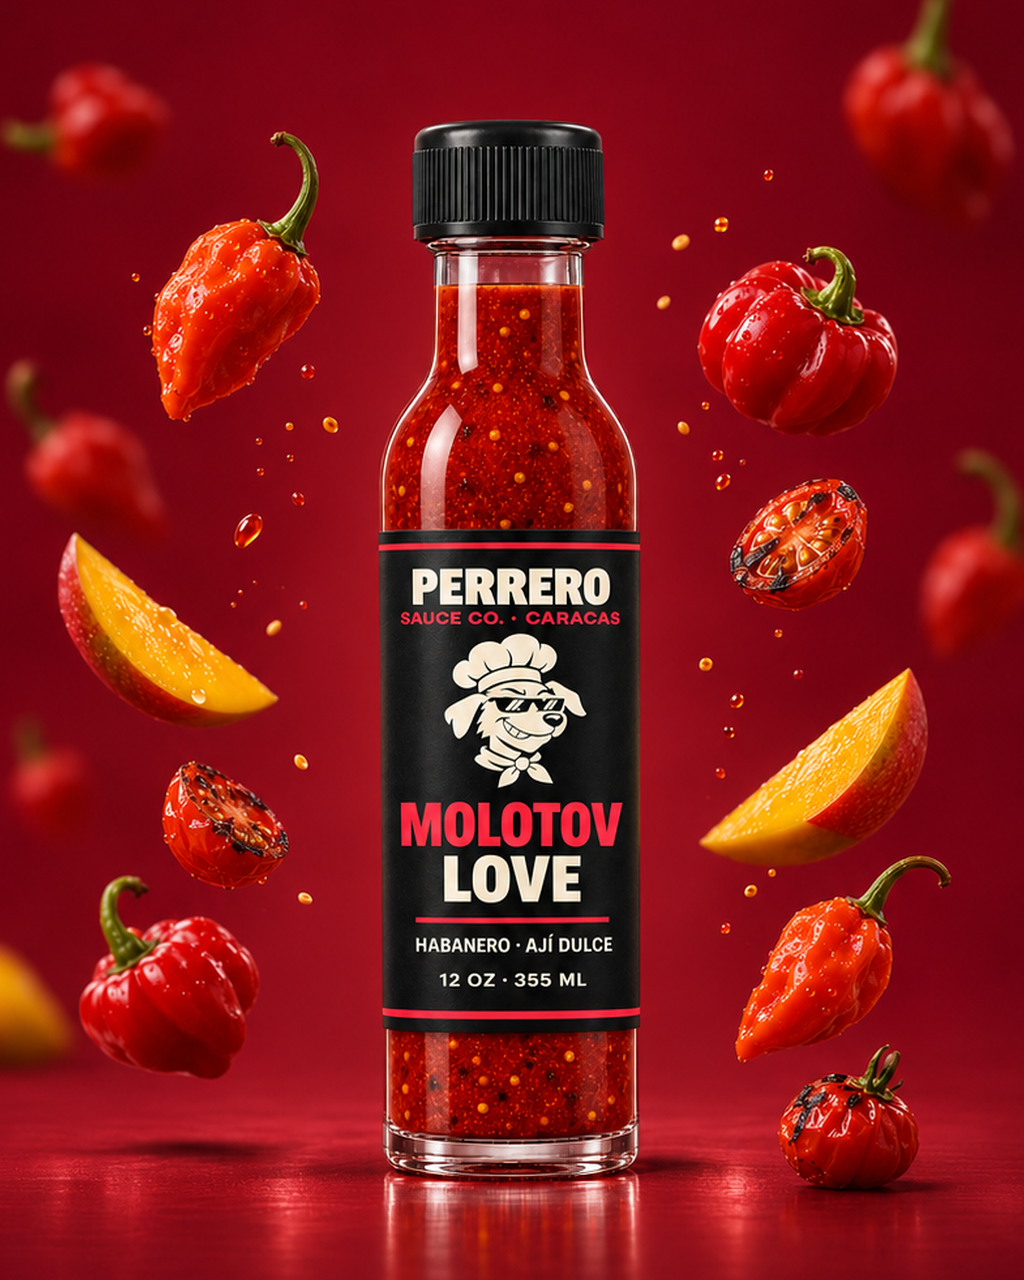 PERRERO
SAUCE CO. · CARACAS
MOLOTOV
LOVE
HABANERO · AJÍ DULCE
12 OZ · 355 ML